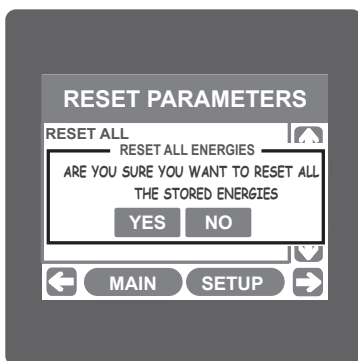 RESET PARAMETERS
RESET ALL
RESET ALL ENERGIES
ARE YOU SURE YOU WANT TO RESET ALL
THE STORED ENERGIES
YES NO
MAIN SETUP